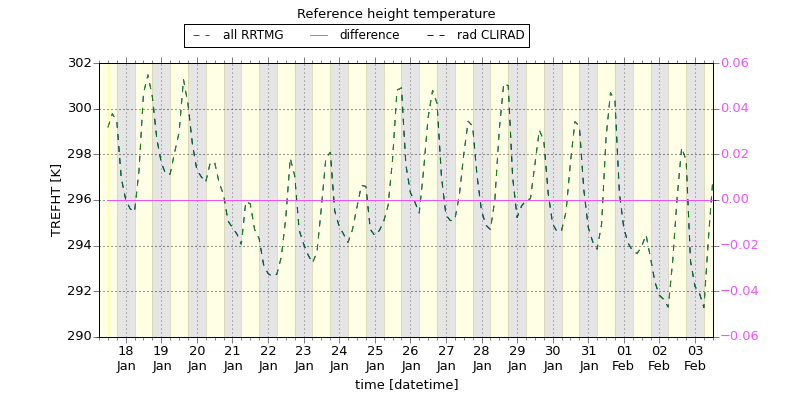 Reference height temperature
all RRTMG difference rad CLIRAD
302
300
298
296
294
292
290
TREFHT [K]
0.06
0.04
0.02
0.00
−0.02
−0.04
−0.06
18 19 20 21 22 23 24 25 26 27 28 29 30 31 01 02 03
Jan Jan Jan Jan Jan Jan Jan Jan Jan Jan Jan Jan Jan Jan Feb Feb Feb
time [datetime]